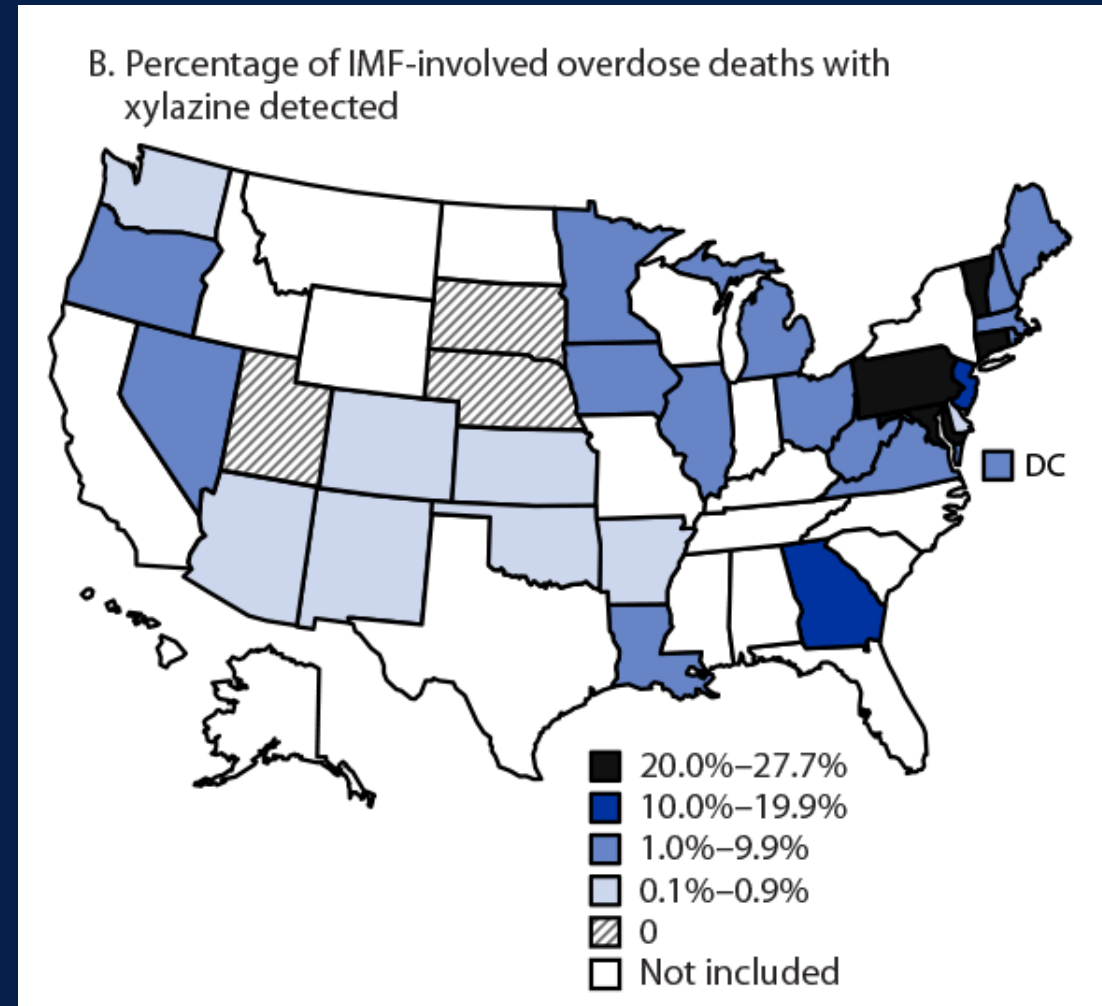 B. Percentage of IMF-involved overdose deaths with
xylazine detected
DC
20.0%–27.7%
10.0%–19.9%
1.0%–9.9%
0.1%–0.9%
0
Not included